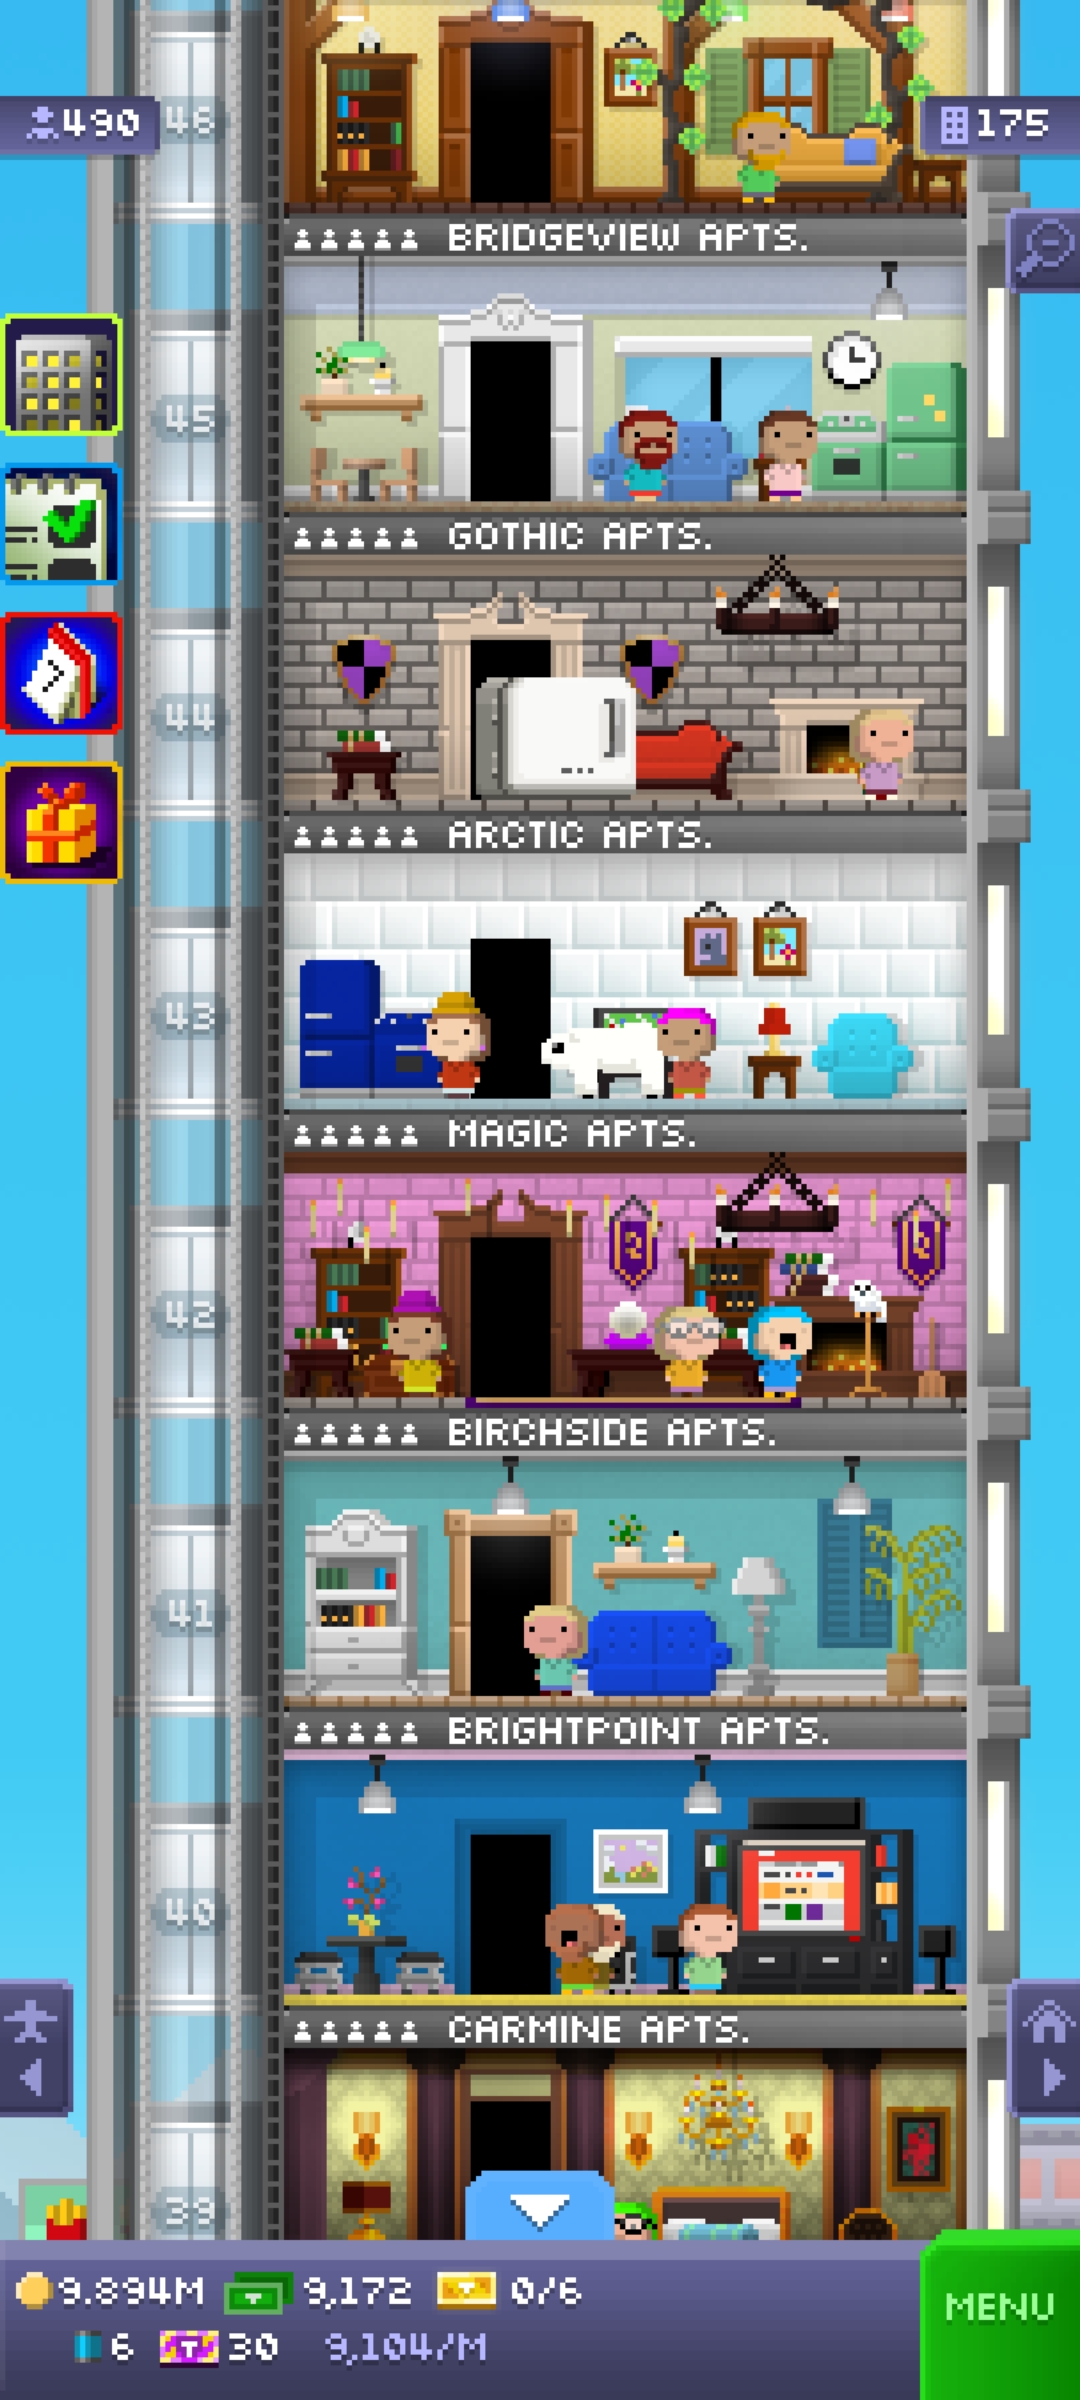 490
46
175
BRIDGEVIEW APTS.
45
GOTHIC APTS.
44
ARCTIC APTS.
43
MAGIC APTS.
42
BIRCHSIDE APTS.
41
BRIGHTPOINT APTS.
40
CARMINE APTS.
39
9.894M 9,172 0/6
6 T 30 9,104/M
MENU